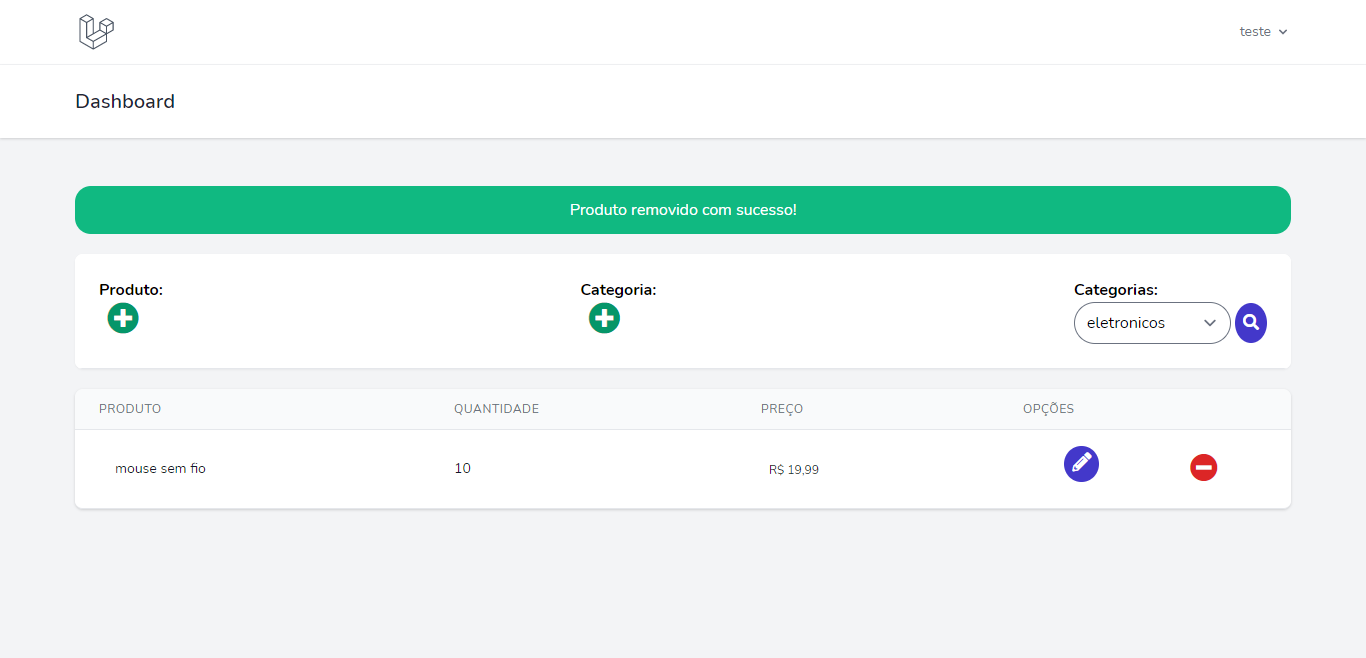 teste
Dashboard
Produto removido com sucesso!
Produto:
Categoria:
Categorias:
eletronicos
PRODUTO QUANTIDADE PREÇO OPÇÕES
mouse sem fio 10 R$ 19,99